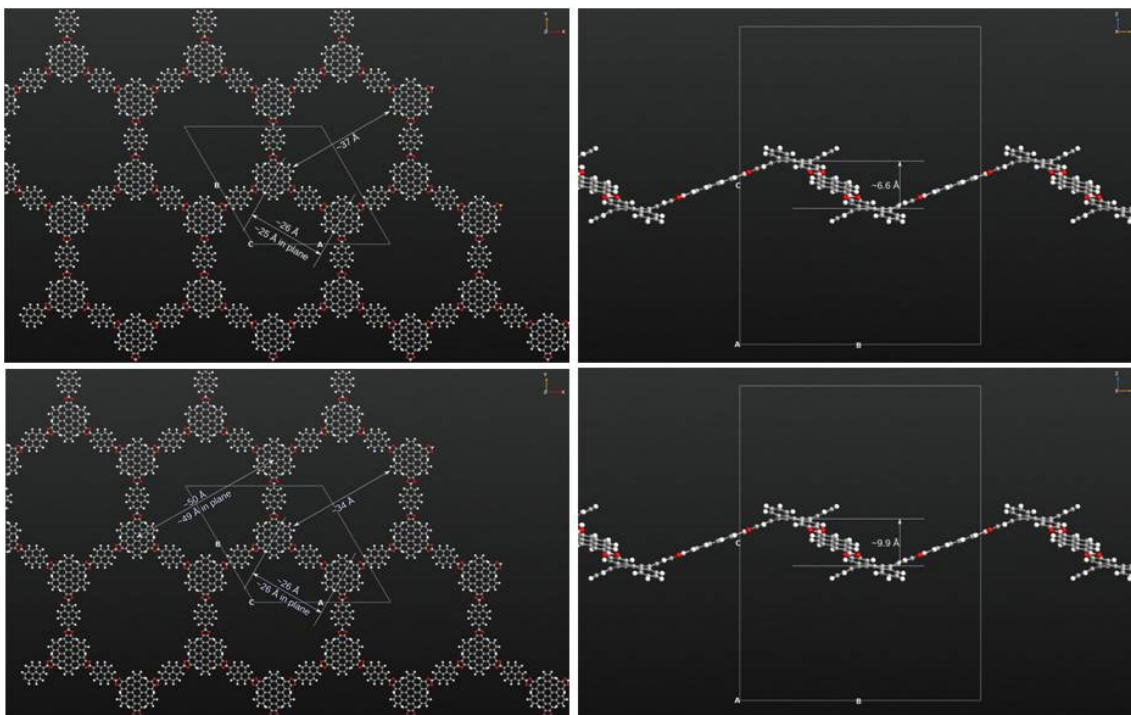 ~37 Å
B
~26 Å
~25 Å in plane
C
A
~6.6 Å
C
A
B
~50 Å
~49 Å in plane
~34 Å
B
~26 Å
~26 Å in plane
C
A
~9.9 Å
C
A
B